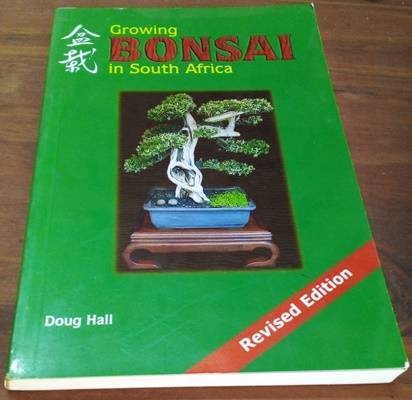 盆
栽
Growing
BONSAI
in South Africa
Doug Hall
Revised Edition